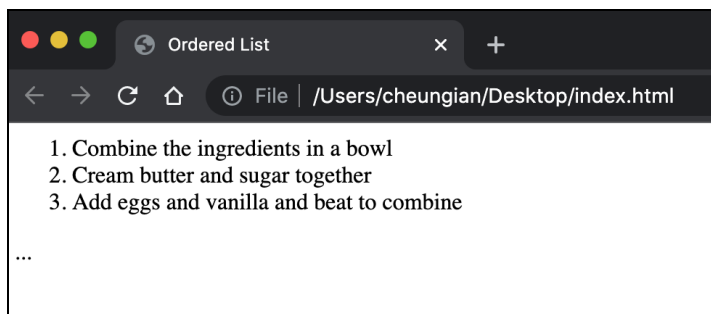 Ordered List
File | /Users/cheungian/Desktop/index.html
1. Combine the ingredients in a bowl
2. Cream butter and sugar together
3. Add eggs and vanilla and beat to combine
...